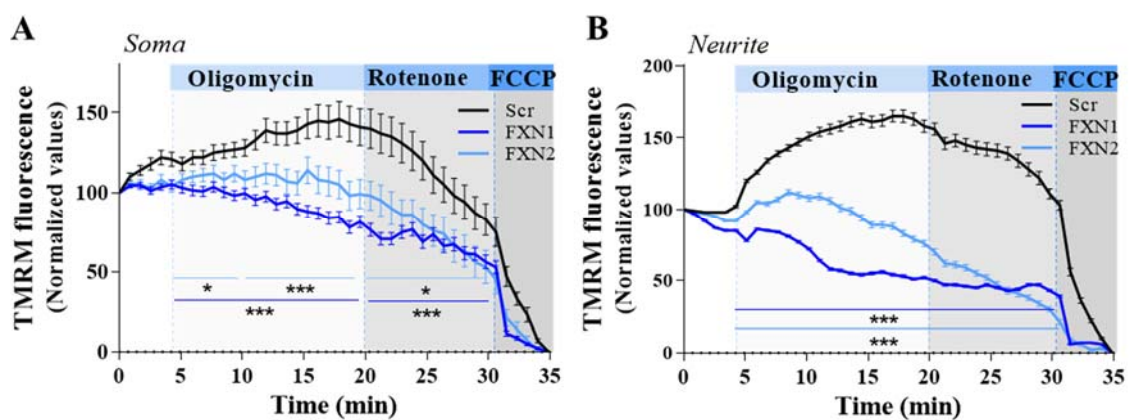 A
Soma
Oligomycin
Rotenone
FCCP
Scr
FXN1
FXN2
TMRM fluorescence
(Normalized values)
150
100
50
0
*
***
*
***
***
0
5
10
15
20
25
30
35
Time (min)
B
Neurite
Oligomycin
Rotenone
FCCP
Scr
FXN1
FXN2
TMRM fluorescence
(Normalized values)
200
150
100
50
0
***
***
0
5
10
15
20
25
30
35
Time (min)